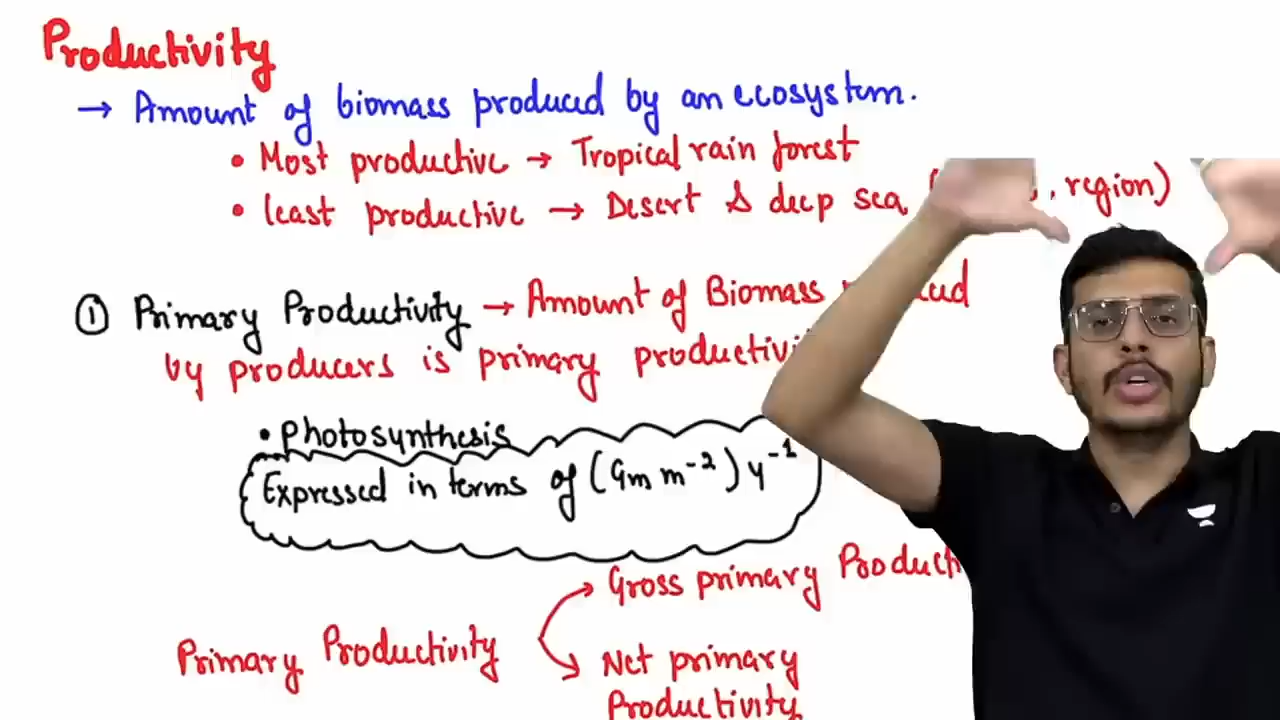 Productivity
→ Amount of biomass produced by an ecosystem.
• Most productive → Tropical rain forest
• least productive → Desert & deep sea, region)
① Primary Productivity → Amount of Biomass
by producers is primary
• Photosynthesis
Expressed in terms of (Gm m⁻²) y⁻¹
Gross primary
Primary Productivity
Net primary
Productivity